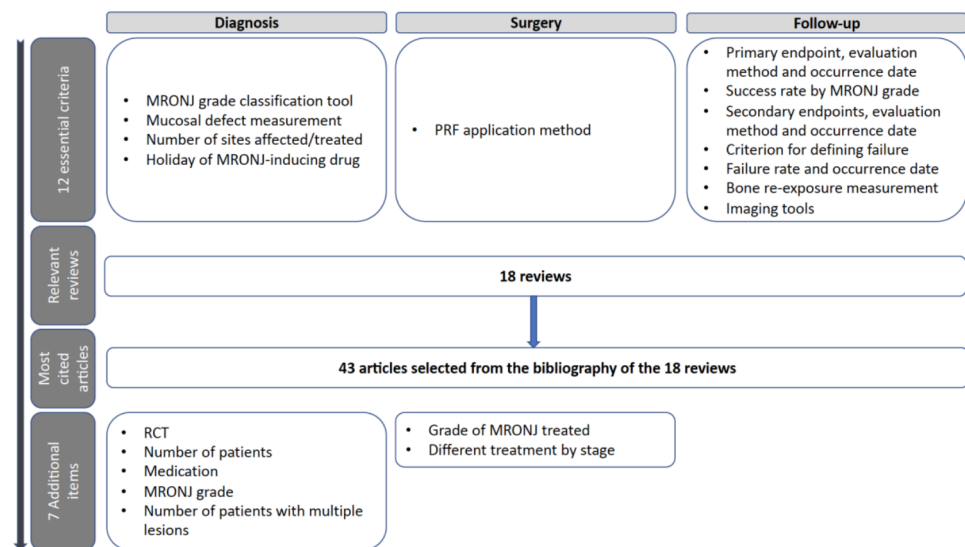 Diagnosis
Surgery
Follow-up
12 essential criteria
• MRONJ grade classification tool
• Mucosal defect measurement
• Number of sites affected/treated
• Holiday of MRONJ-inducing drug
• PRF application method
• Primary endpoint, evaluation
method and occurrence date
• Success rate by MRONJ grade
• Secondary endpoints, evaluation
method and occurrence date
• Criterion for defining failure
• Failure rate and occurrence date
• Bone re-exposure measurement
• Imaging tools
Relevant
reviews
18 reviews
Most
cited
articles
43 articles selected from the bibliography of the 18 reviews
7 Additional
items
• RCT
• Number of patients
• Medication
• MRONJ grade
• Number of patients with multiple
lesions
• Grade of MRONJ treated
• Different treatment by stage